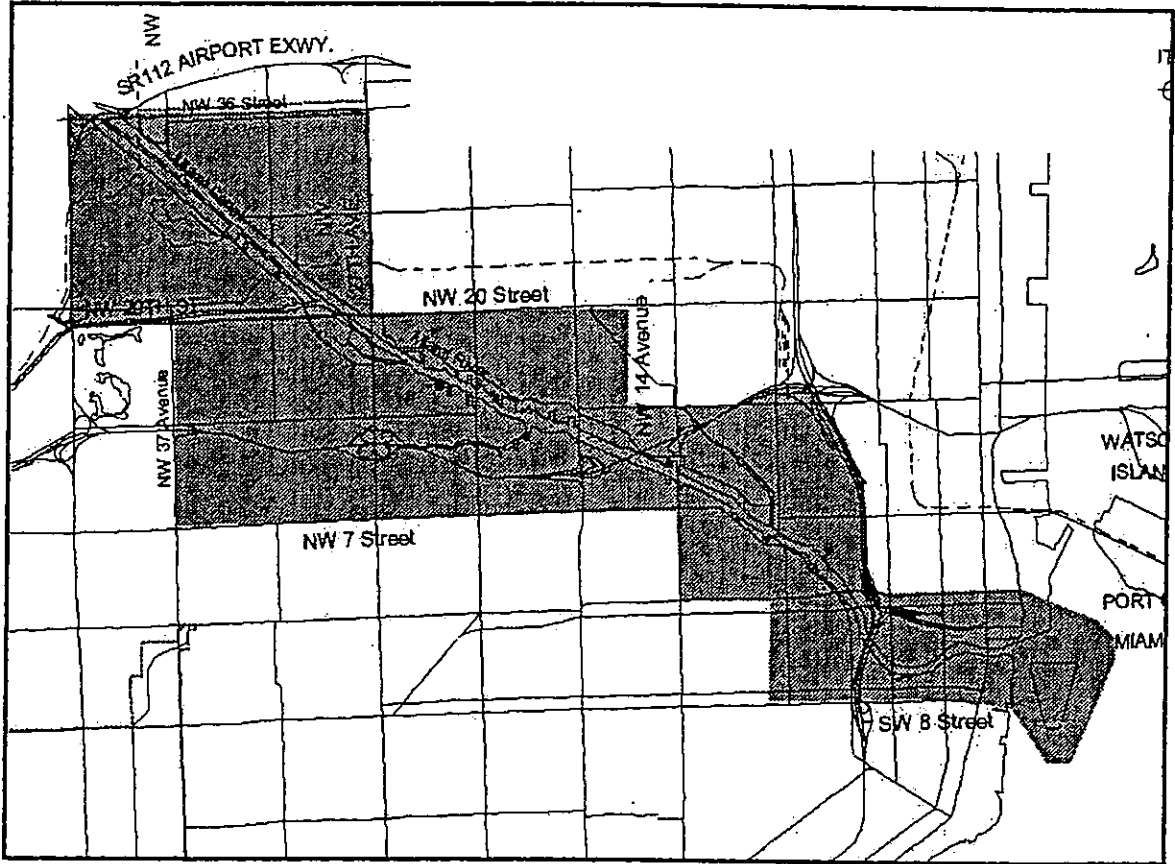 NW
SR112 AIRPORT EXWY.
NW 36 Street
NW 20 Street
NW 14 Avenue
NW 37 Avenue
NW 7 Street
WATSO
ISLAN
PORT
MIAM
SW 8 Street